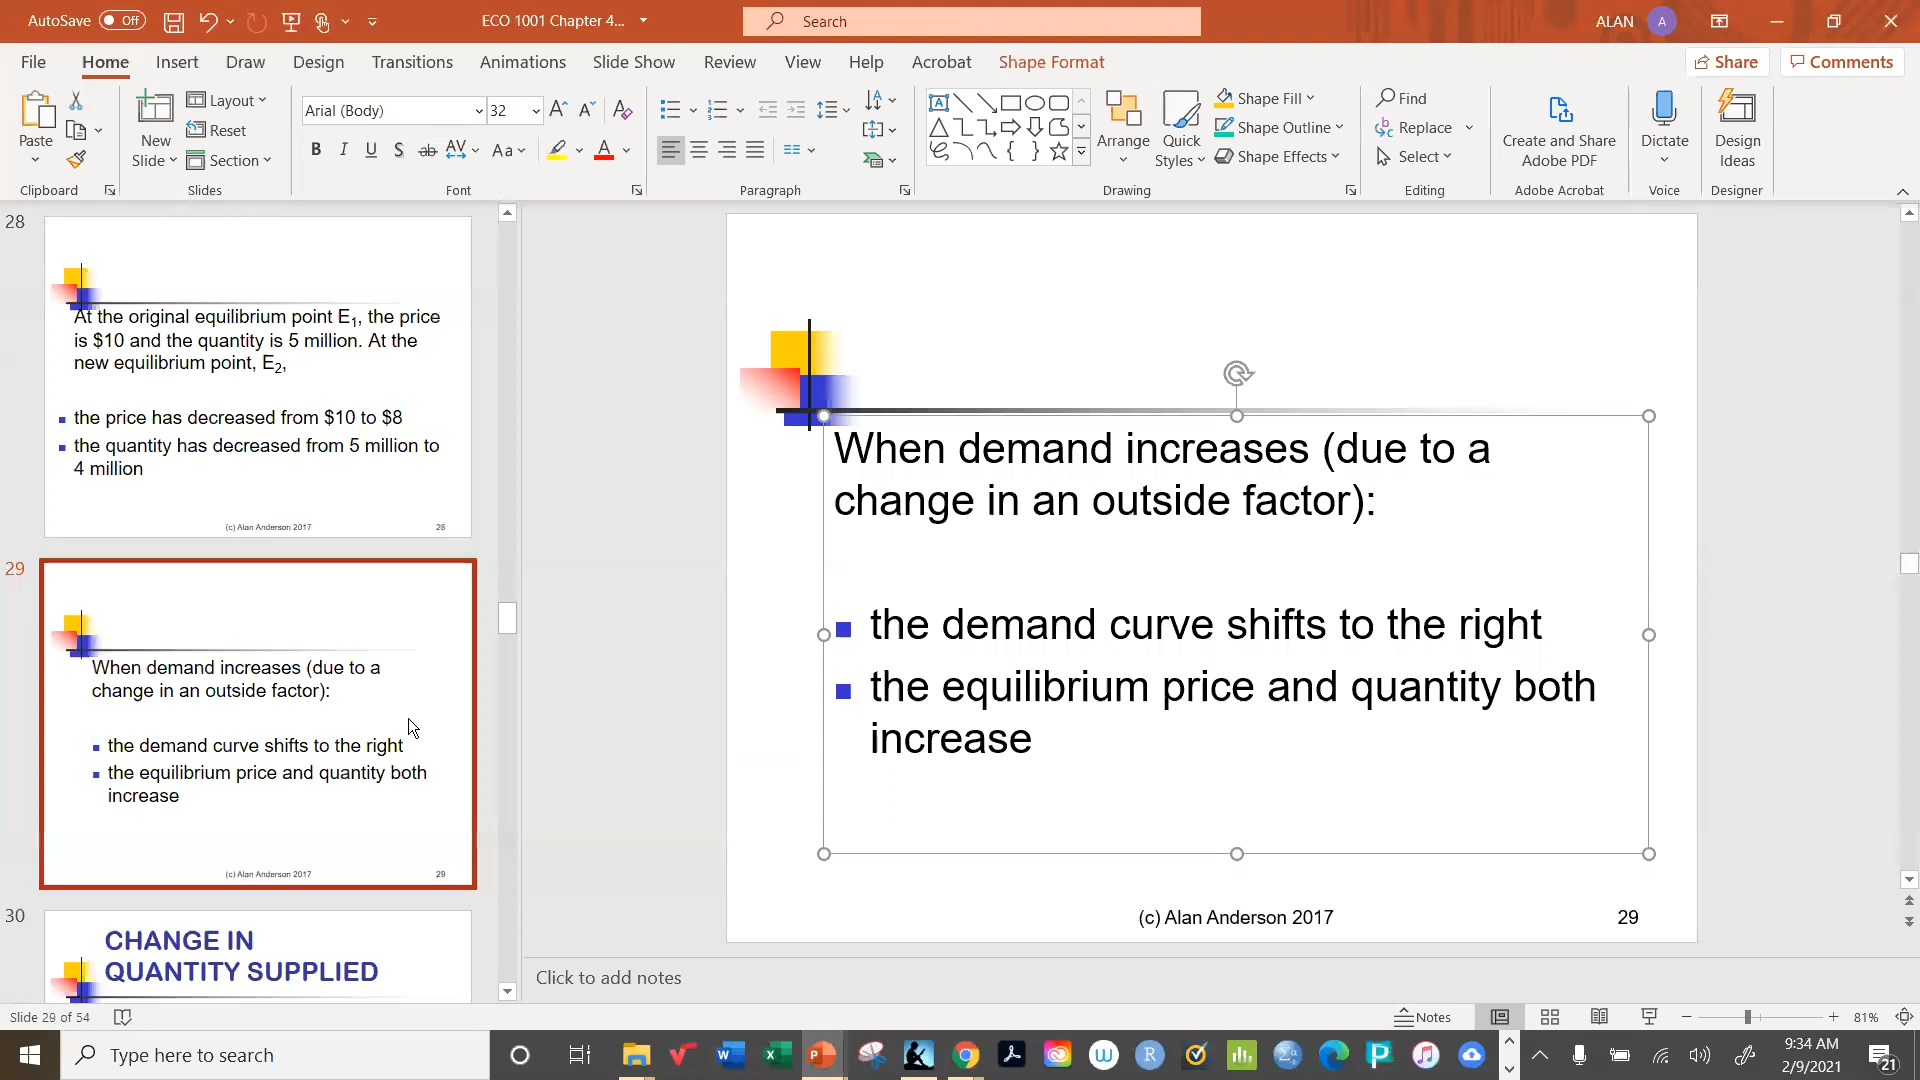 AutoSave Off
ECO 1001 Chapter 4...
Search
ALAN A
File Home Insert Draw Design Transitions Animations Slide Show Review View Help Acrobat Shape Format Share Comments
Paste
New Slide
Layout
Reset
Section
Arial (Body) 32
Arrange
Quick Styles
Shape Fill
Shape Outline
Shape Effects
Find
Replace
Select
Create and Share Adobe PDF
Dictate
Design Ideas
Clipboard Slides Font Paragraph Drawing Editing Adobe Acrobat Voice Designer
28
At the original equilibrium point E1, the price
is $10 and the quantity is 5 million. At the
new equilibrium point, E2,
the price has decreased from $10 to $8
the quantity has decreased from 5 million to
4 million
(c) Alan Anderson 2017 28
29
When demand increases (due to a
change in an outside factor):
the demand curve shifts to the right
the equilibrium price and quantity both
increase
(c) Alan Anderson 2017 29
30
CHANGE IN
QUANTITY SUPPLIED
When demand increases (due to a
change in an outside factor):
the demand curve shifts to the right
the equilibrium price and quantity both
increase
(c) Alan Anderson 2017 29
Click to add notes
Slide 29 of 54
Notes
81%
Type here to search
9:34 AM
2/9/2021
21